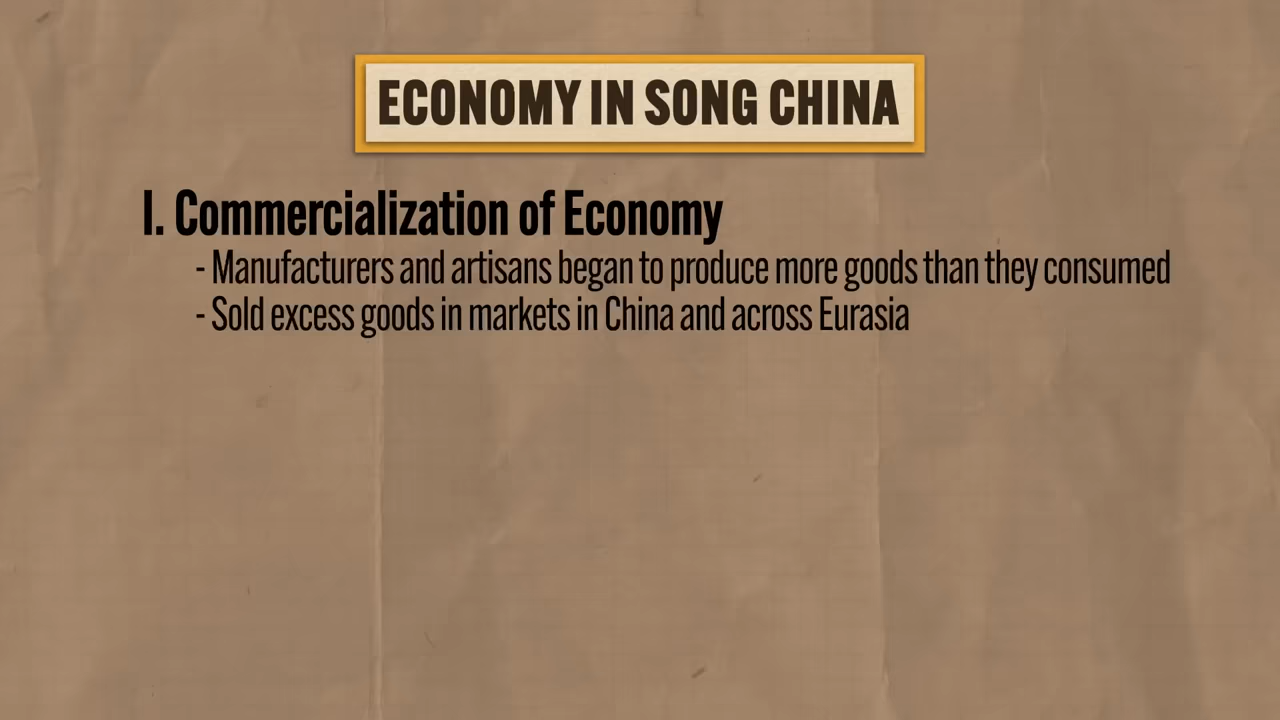 ECONOMY IN SONG CHINA
I. Commercialization of Economy
- Manufacturers and artisans began to produce more goods than they consumed
- Sold excess goods in markets in China and across Eurasia